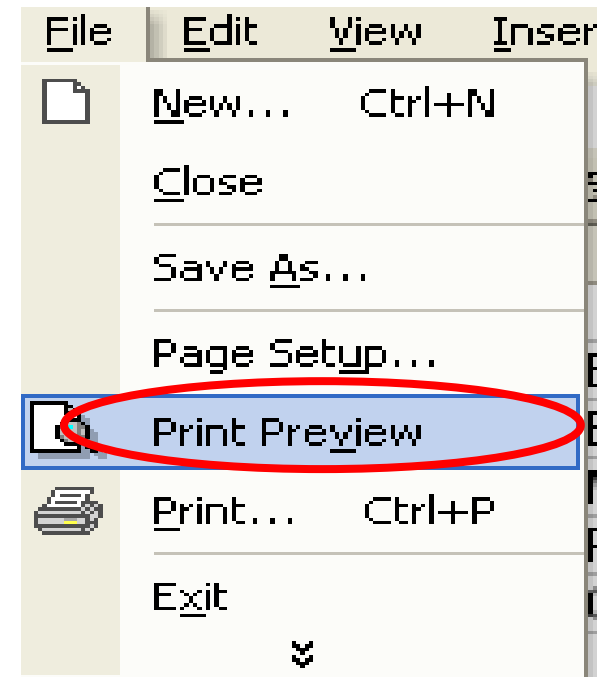 File Edit View Inser
New... Ctrl+N
Close
Save As...
Page Setup...
Print Preview
Print... Ctrl+P
Exit